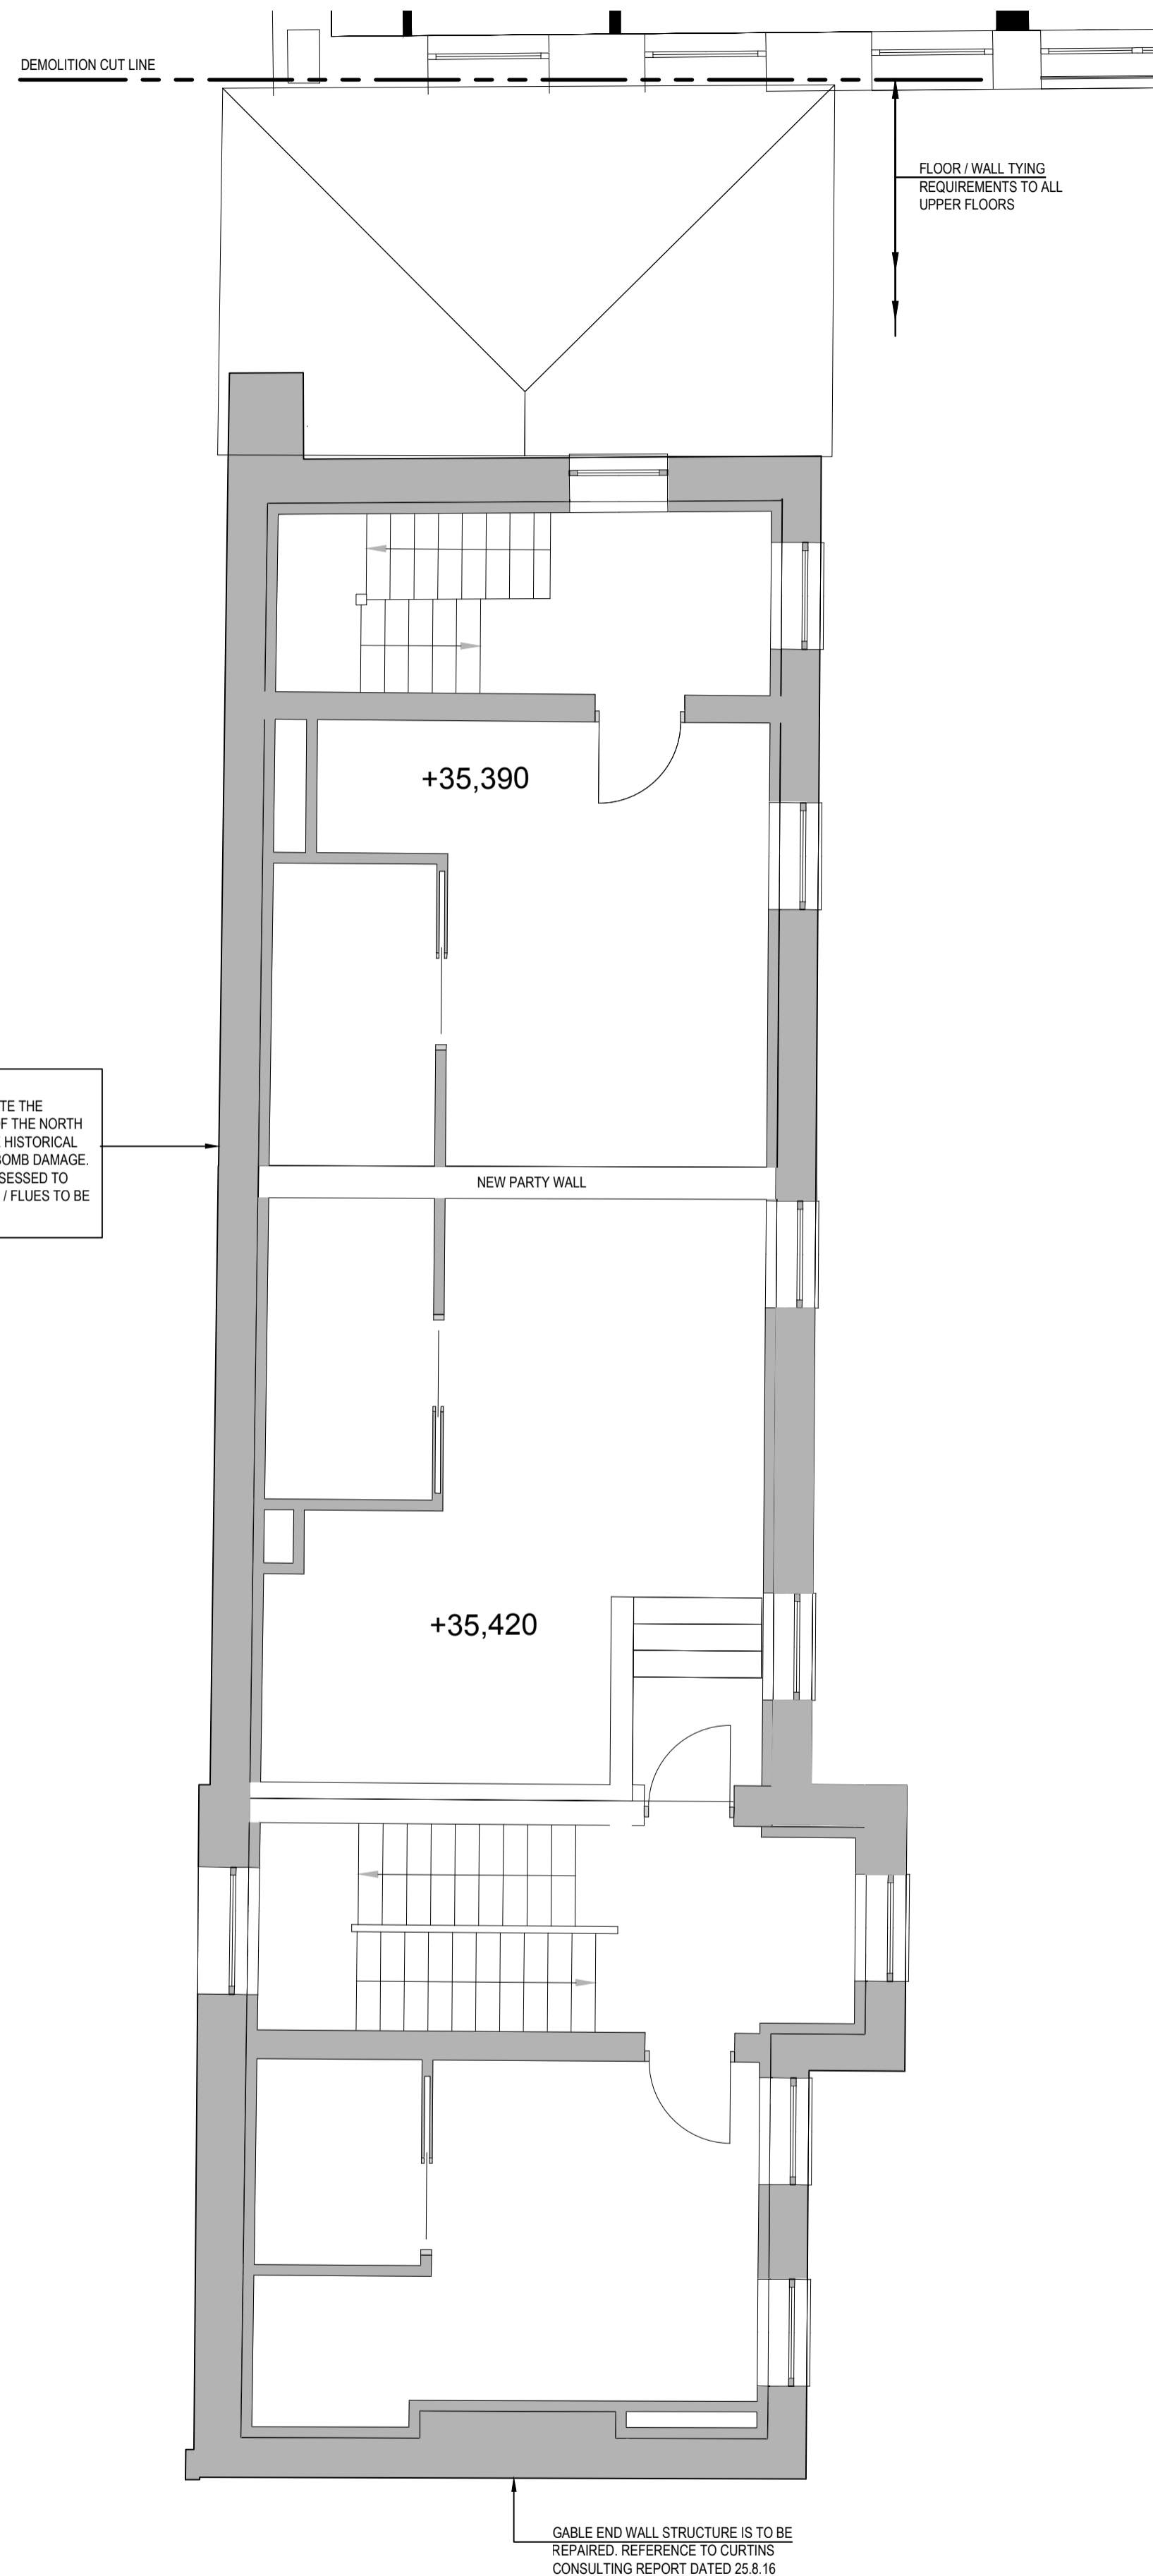 DEMOLITION CUT LINE
FLOOR / WALL TYING
REQUIREMENTS TO ALL
UPPER FLOORS
+35,390
TE THE
F THE NORTH
HISTORICAL
BOMB DAMAGE.
SESSED TO
/ FLUES TO BE
NEW PARTY WALL
+35,420
GABLE END WALL STRUCTURE IS TO BE
REPAIRED. REFERENCE TO CURTINS
CONSULTING REPORT DATED 25.8.16